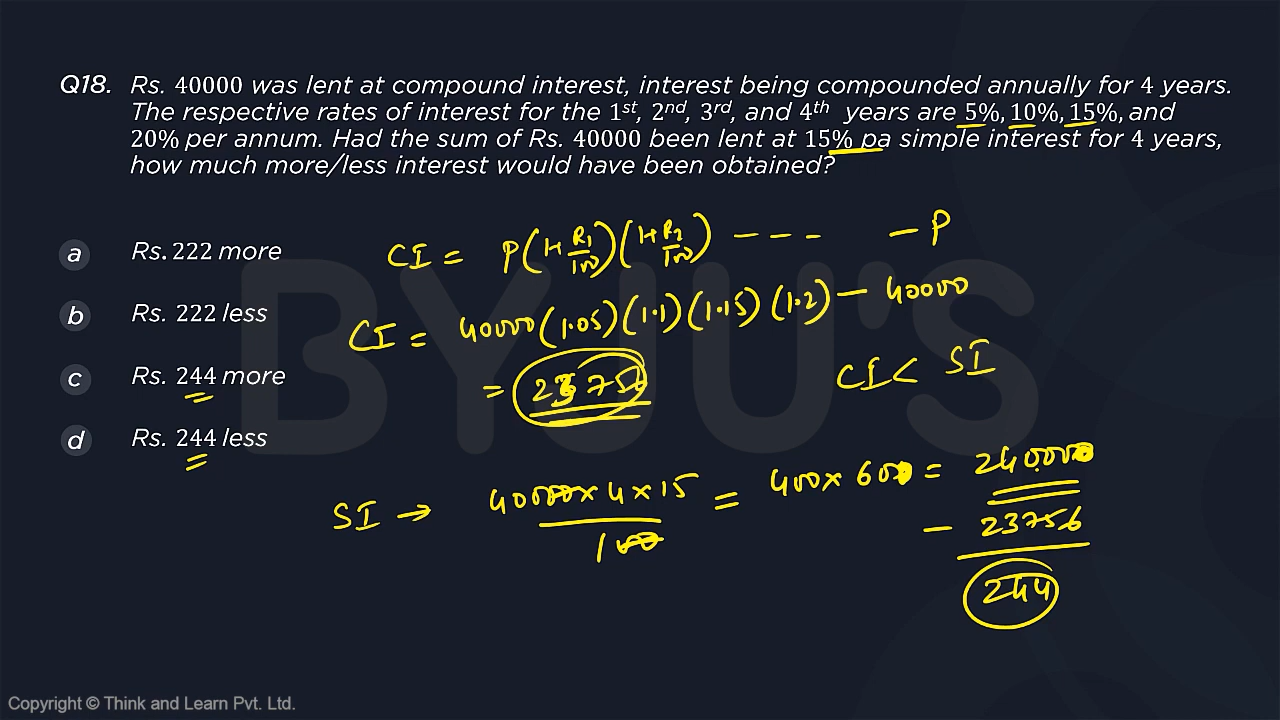 Q18. Rs. 40000 was lent at compound interest, interest being compounded annually for 4 years.
The respective rates of interest for the 1st, 2nd, 3rd, and 4th years are 5%, 10%, 15%, and
20% per annum. Had the sum of Rs. 40000 been lent at 15% pa simple interest for 4 years,
how much more/less interest would have been obtained?
CI = P(1+R1/100)(1+R2/100) ---- - P
a Rs. 222 more
CI = 40000(1.05)(1.1)(1.15)(1.2) - 40000
b Rs. 222 less
= 23756
CI < SI
c Rs. 244 more
d Rs. 244 less
BYJU'S
SI → 40000 x 4 x 15 / 100 = 400 x 60 = 24000
- 23756
244
Copyright © Think and Learn Pvt. Ltd.